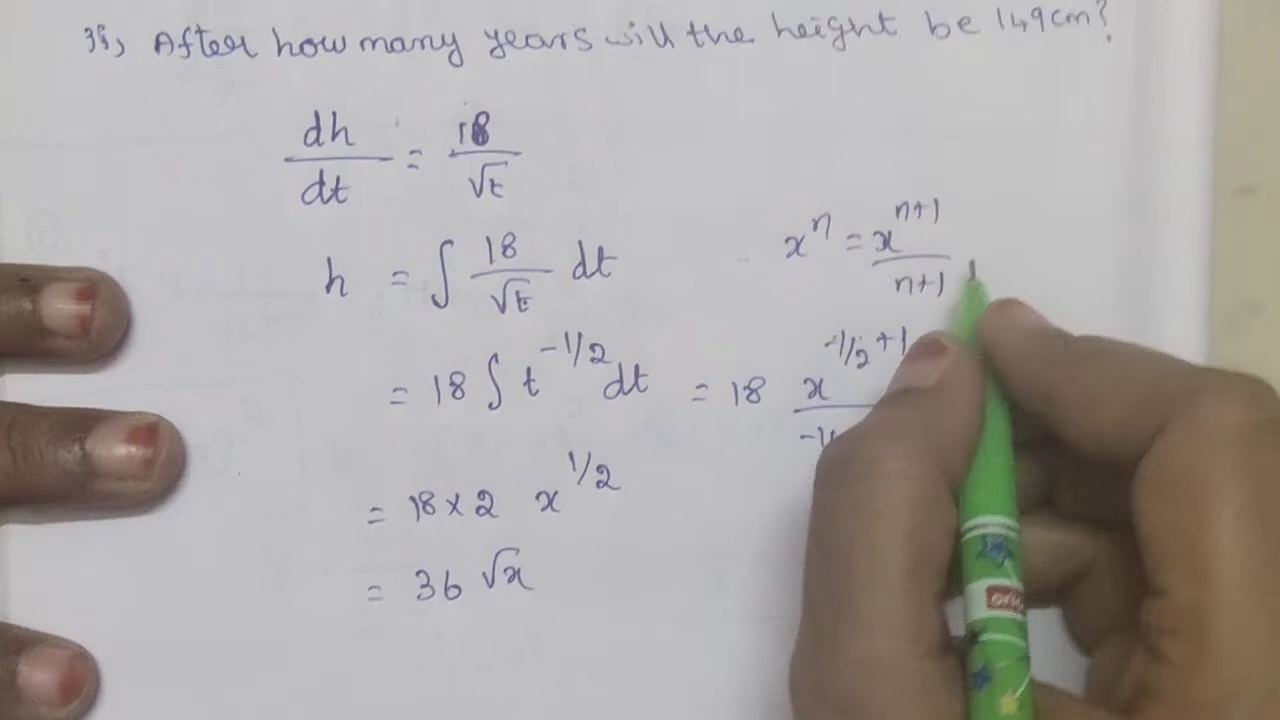 After how many years will the height be 149cm?
dh/dt = 18/√t
h = ∫ 18/√t dt
x^n = x^(n+1)/(n+1)
= 18 ∫ t^(-1/2) dt = 18 x^(-1/2+1)
= 18 × 2 x^(1/2)
= 36 √x